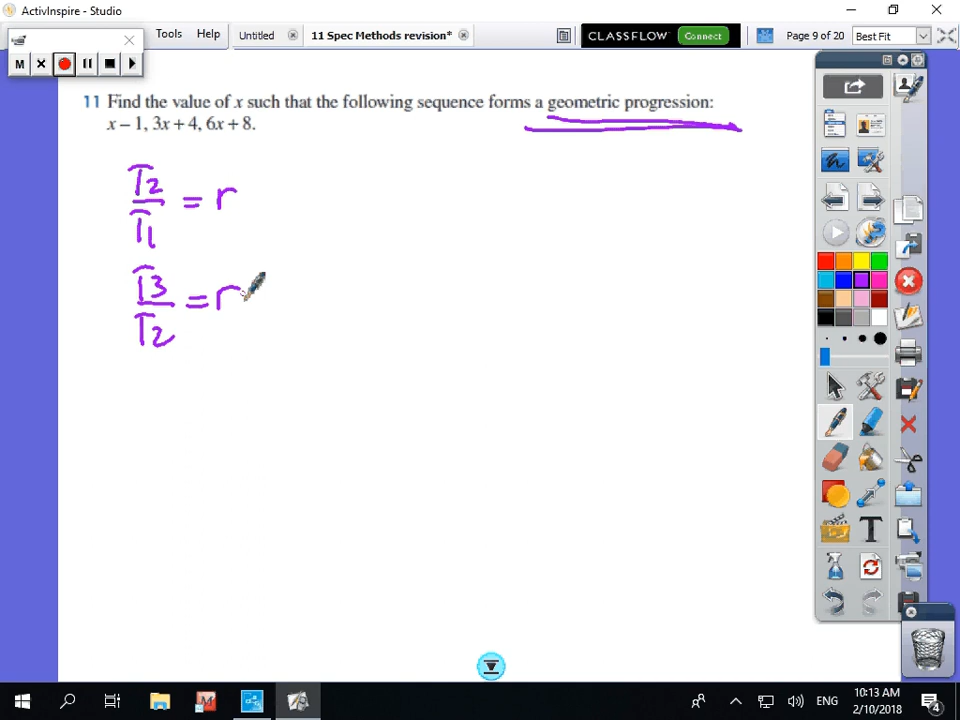 ActivInspire - Studio
M
Tools Help Untitled 11 Spec Methods revision* CLASSFLOW Connect Page 9 of 20 Best Fit
11 Find the value of x such that the following sequence forms a geometric progression:
x – 1, 3x + 4, 6x + 8.
T2/T1 = r
T3/T2 = r
T
ENG
10:13 AM
2/10/2018
4